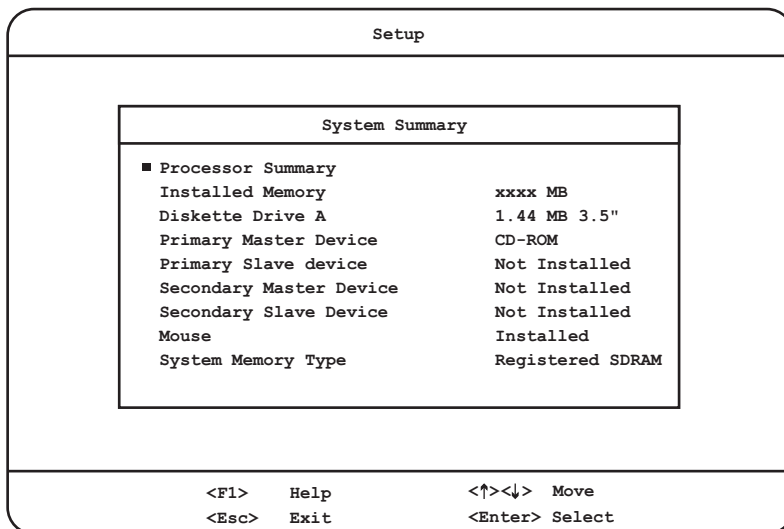 Setup
System Summary
■ Processor Summary
Installed Memory xxxx MB
Diskette Drive A 1.44 MB 3.5"
Primary Master Device CD-ROM
Primary Slave device Not Installed
Secondary Master Device Not Installed
Secondary Slave Device Not Installed
Mouse Installed
System Memory Type Registered SDRAM
<F1> Help <↑><↓> Move
<Esc> Exit <Enter> Select